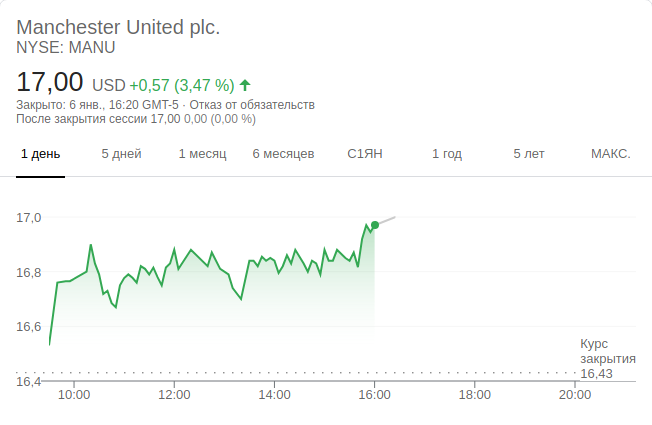 Manchester United plc.
NYSE: MANU
17,00 USD +0,57 (3,47 %)
Закрыто: 6 янв., 16:20 GMT-5 · Отказ от обязательств
После закрытия сессии 17,00 0,00 (0,00 %)
1 день 5 дней 1 месяц 6 месяцев С1ЯН 1 год 5 лет МАКС.
17,0
16,8
16,6
Курс
закрытия
16,43
16,4
10:00 12:00 14:00 16:00 18:00 20:00